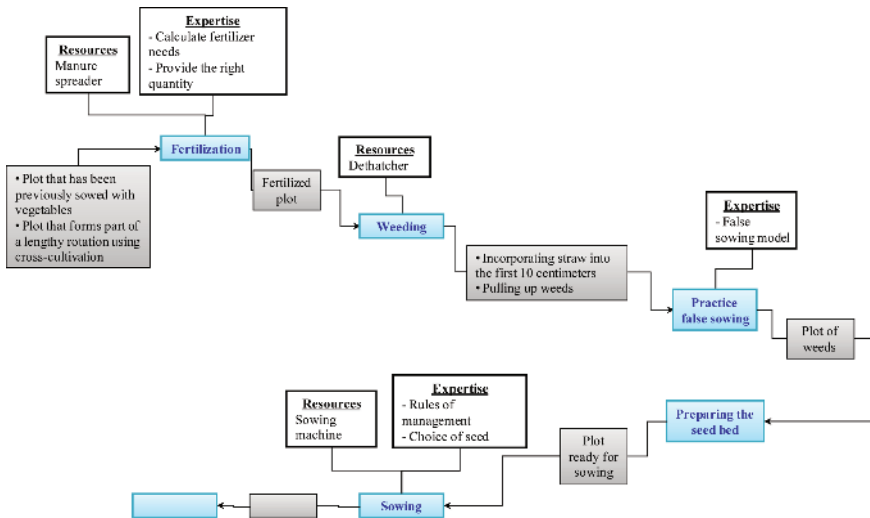 Expertise
- Calculate fertilizer
needs
- Provide the right
quantity
Resources
Manure
spreader
Fertilization
• Plot that has been
previously sowed with
vegetables
• Plot that forms part of
a lengthy rotation using
cross-cultivation
Fertilized
plot
Resources
Dethatcher
Weeding
• Incorporating straw into
the first 10 centimeters
• Pulling up weeds
Expertise
- False
sowing model
Practice
false sowing
Plot of
weeds
Preparing the
seed bed
Plot
ready for
sowing
Resources
Sowing
machine
Expertise
- Rules of
management
- Choice of seed
Sowing